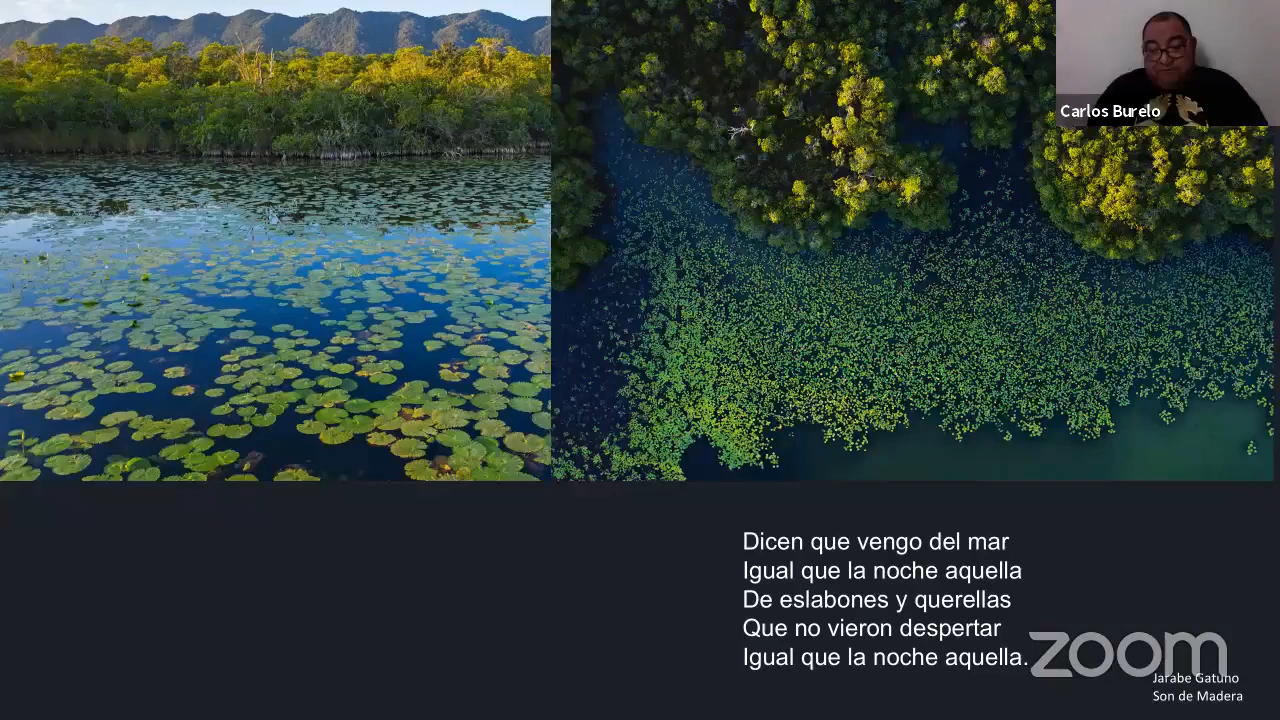 Carlos Burelo
Dicen que vengo del mar
Igual que la noche aquella
De eslabones y querellas
Que no vieron despertar
Igual que la noche aquella.
zoom
Jarabe Gatuno
Son de Madera